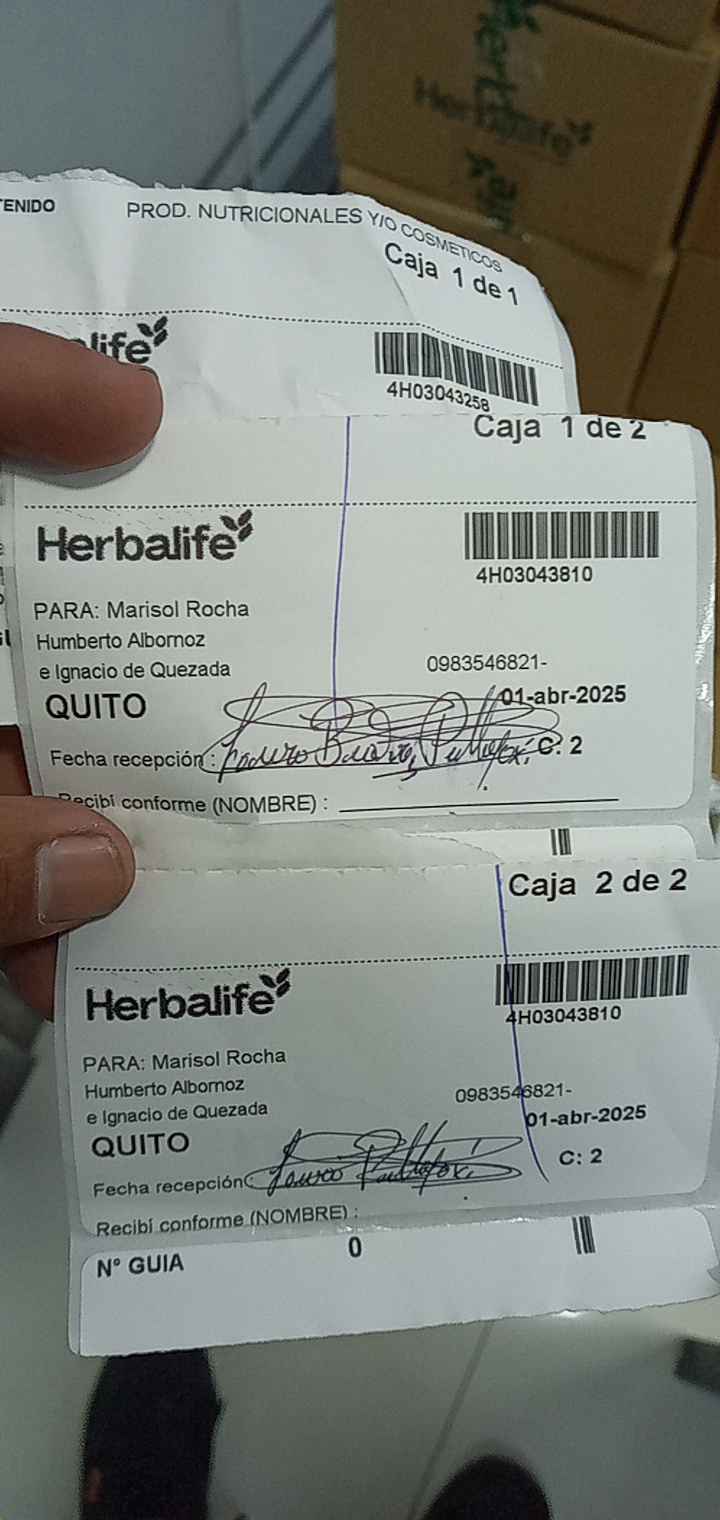 TENIDO PROD. NUTRICIONALES Y/O COSMETICOS
Caja 1 de 1
life
4H03043258
Caja 1 de 2
Herbalife
4H03043810
PARA: Marisol Rocha
Humberto Albornoz
e Ignacio de Quezada 0983546821-
QUITO 01-abr-2025
Fecha recepción : C: 2
Recibí conforme (NOMBRE) :
Caja 2 de 2
Herbalife
4H03043810
PARA: Marisol Rocha
Humberto Albornoz 0983546821-
e Ignacio de Quezada 01-abr-2025
QUITO C: 2
Fecha recepción
Recibí conforme (NOMBRE) :
N° GUIA 0
Herbalife